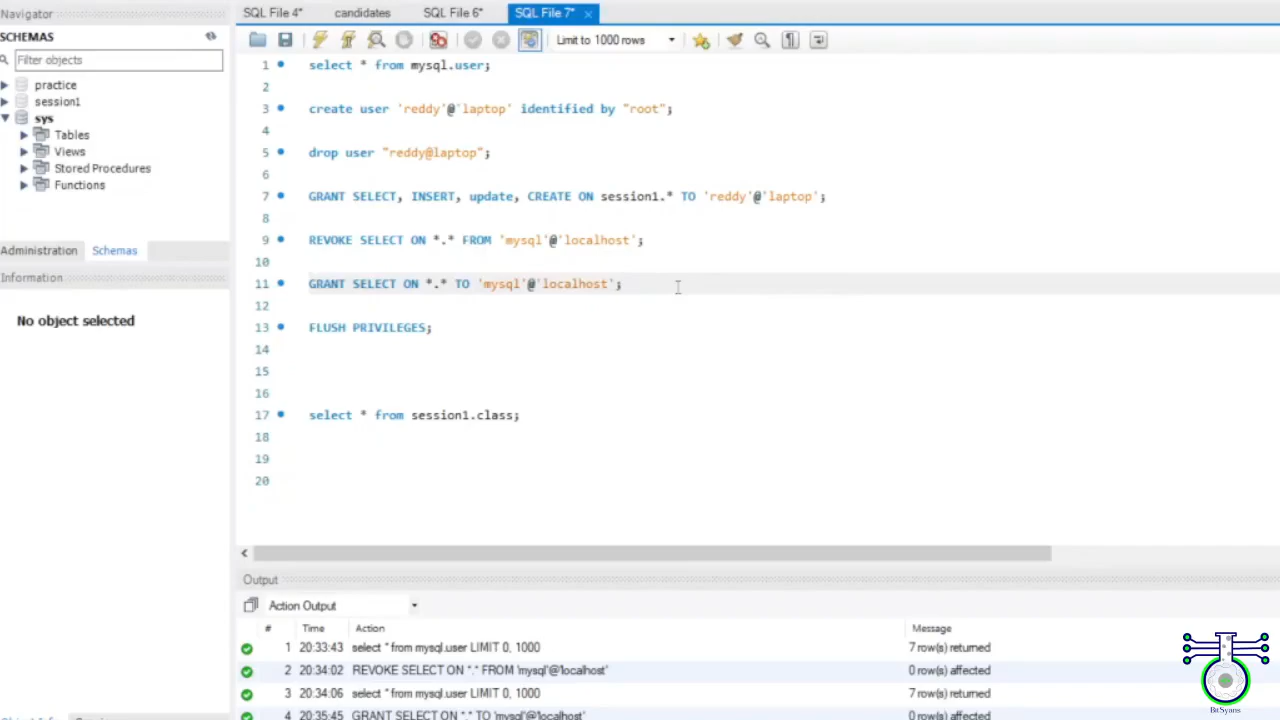 Navigator
SCHEMAS
Filter objects
practice
session1
sys
Tables
Views
Stored Procedures
Functions
Administration Schemas
Information
No object selected
SQL File 4* candidates SQL File 6* SQL File 7* ×
Limit to 1000 rows
1 select * from mysql.user;
2
3 create user 'reddy'@'laptop' identified by "root";
4
5 drop user "reddy@laptop";
6
7 GRANT SELECT, INSERT, update, CREATE ON session1.* TO 'reddy'@'laptop';
8
9 REVOKE SELECT ON *.* FROM 'mysql'@'localhost';
10
11 GRANT SELECT ON *.* TO 'mysql'@'localhost';
12
13 FLUSH PRIVILEGES;
14
15
16
17 select * from session1.class;
18
19
20
Output
Action Output
# Time Action Message
1 20:33:43 select * from mysql.user LIMIT 0, 1000 7 row(s) returned
2 20:34:02 REVOKE SELECT ON *.* FROM 'mysql'@'localhost' 0 row(s) affected
3 20:34:06 select * from mysql.user LIMIT 0, 1000 7 row(s) returned
4 20:35:45 GRANT SELECT ON *.* TO 'mysql'@'localhost' 0 row(s) affected
BitSyans